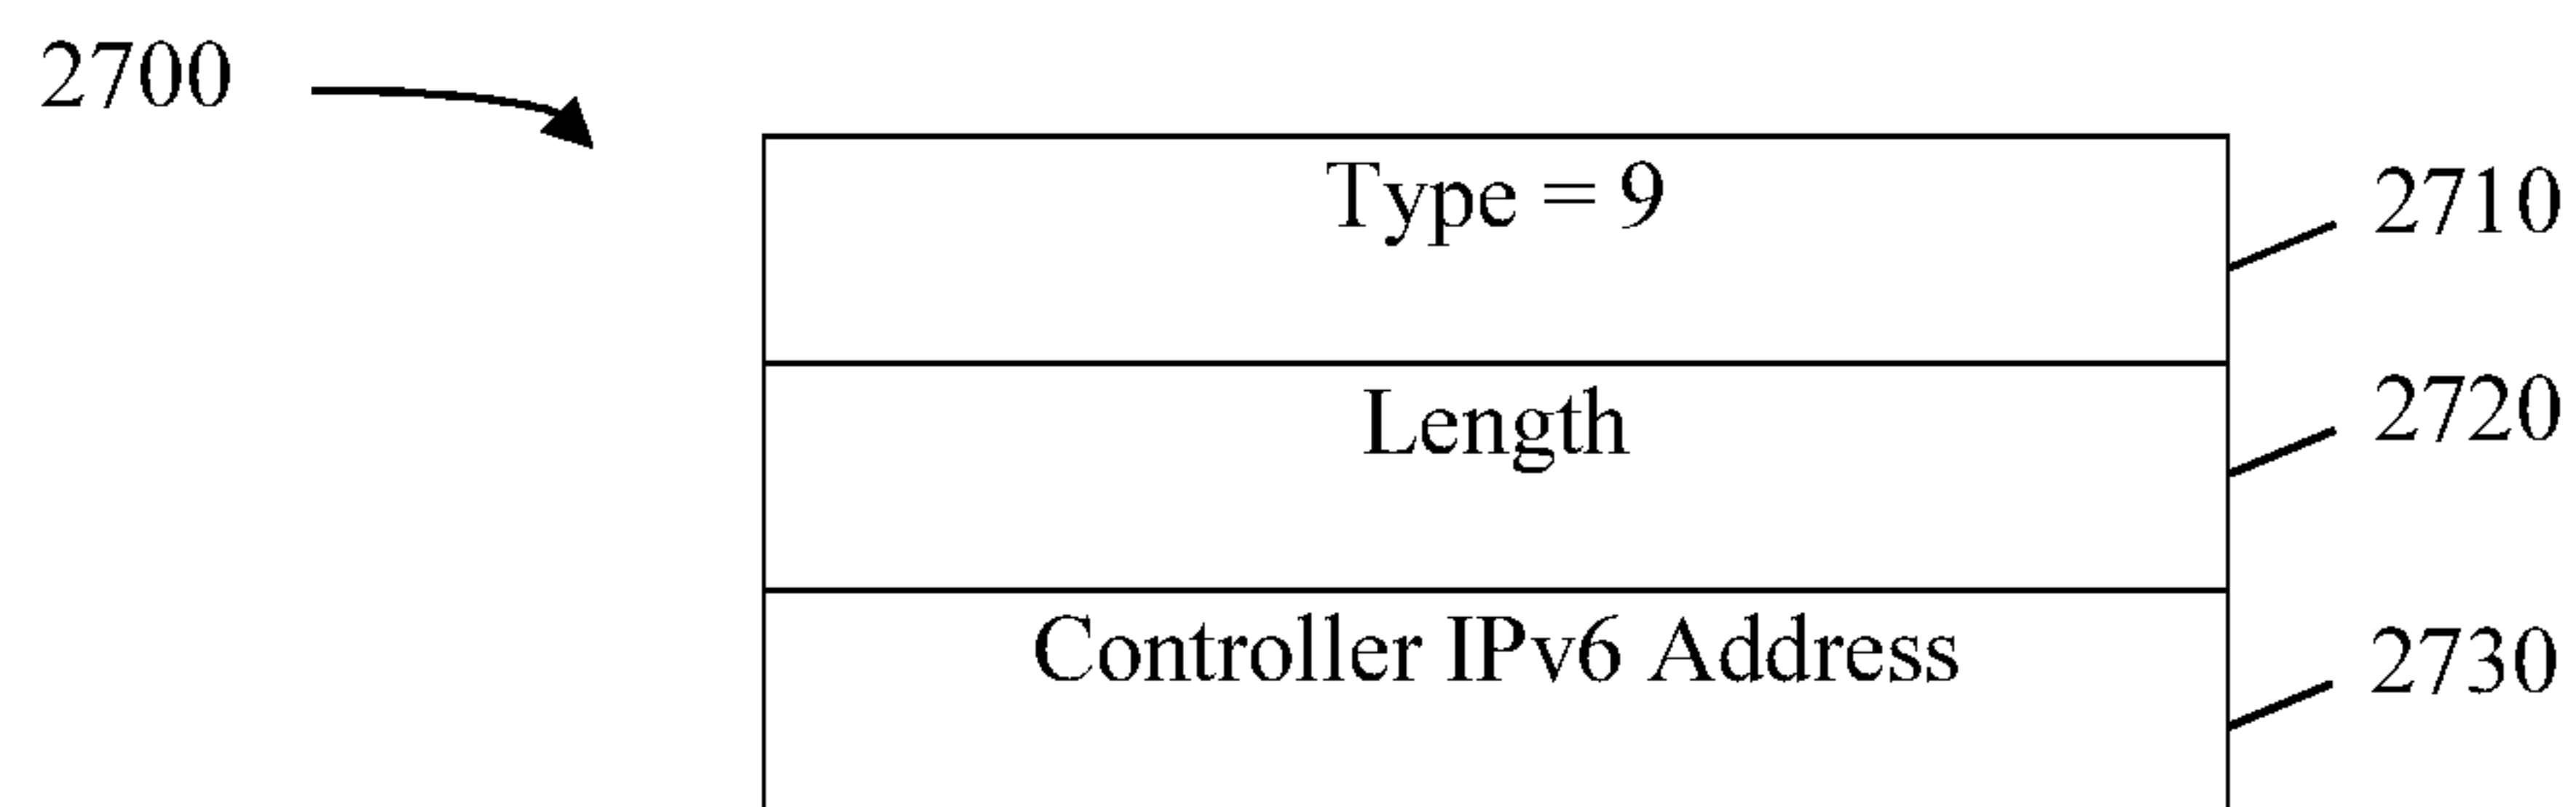 2700
Type = 9
2710
Length
2720
Controller IPv6 Address
2730